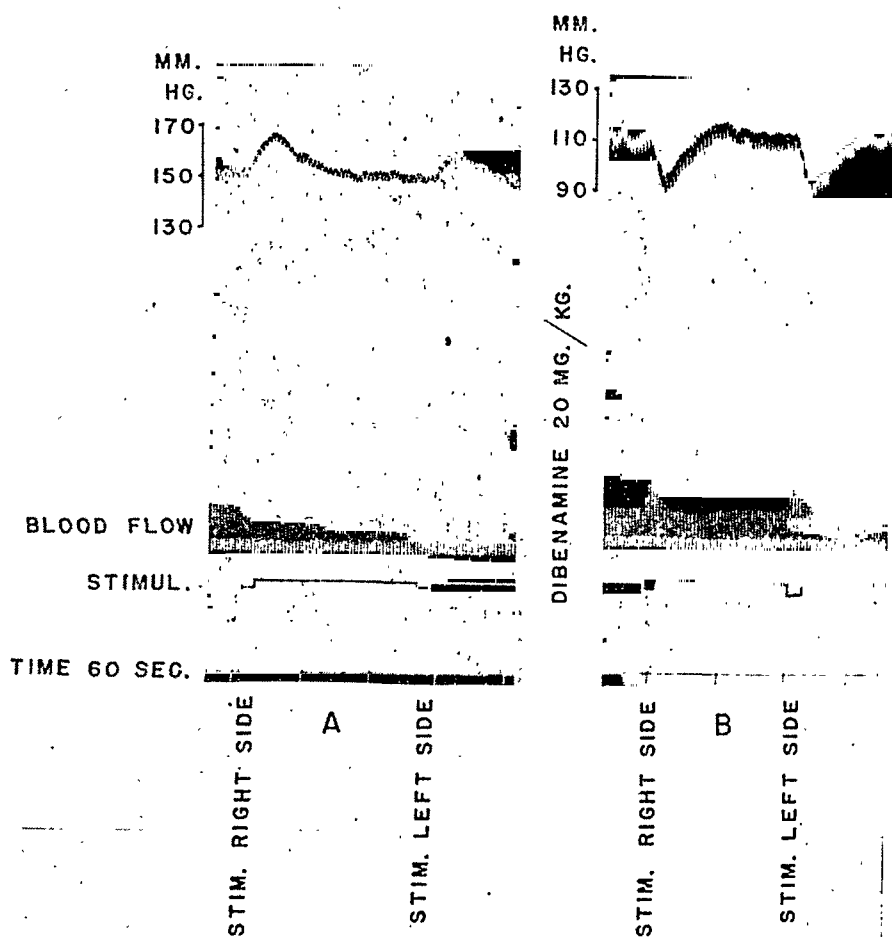 MM.
HG.
170
150
130
BLOOD FLOW
STIMUL.
TIME 60 SEC.
STIM. RIGHT SIDE
A
STIM. LEFT SIDE
DIBENAMINE 20 MG./KG.
MM.
HG.
130
110
90
STIM. RIGHT SIDE
B
STIM. LEFT SIDE